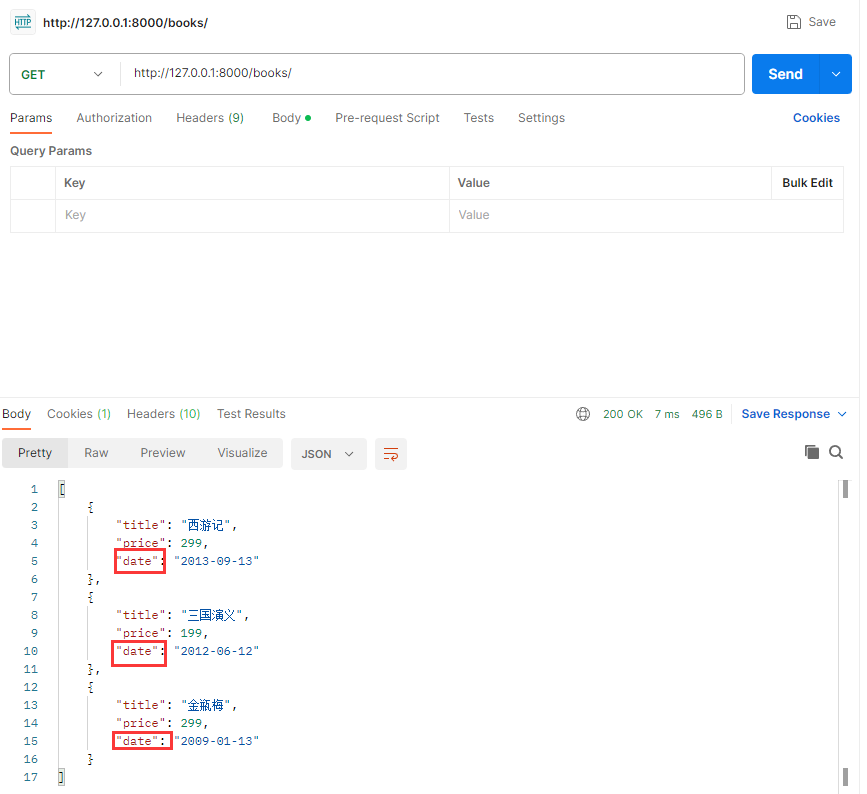 HTTP http://127.0.0.1:8000/books/ Save
GET http://127.0.0.1:8000/books/ Send
Params Authorization Headers (9) Body Pre-request Script Tests Settings Cookies
Query Params
Key Value Bulk Edit
Key Value
Body Cookies (1) Headers (10) Test Results 200 OK 7 ms 496 B Save Response
Pretty Raw Preview Visualize JSON
1 [
2 {
3 "title": "西游记",
4 "price": 299,
5 "date": "2013-09-13"
6 },
7 {
8 "title": "三国演义",
9 "price": 199,
10 "date": "2012-06-12"
11 },
12 {
13 "title": "金瓶梅",
14 "price": 299,
15 "date": "2009-01-13"
16 }
17 ]